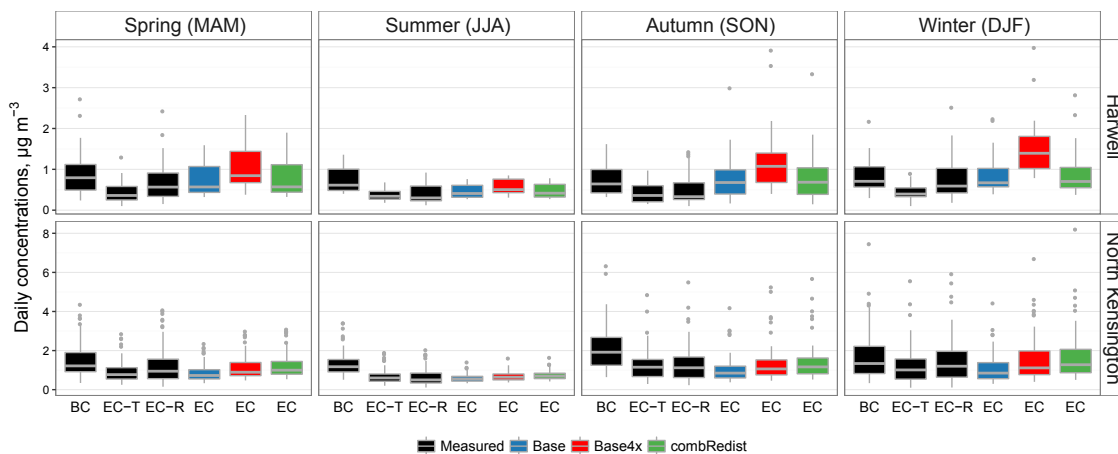 Spring (MAM) Summer (JJA) Autumn (SON) Winter (DJF)
Daily concentrations, µg m⁻³
4
3
2
1
0
Harwell
8
6
4
2
0
North Kensington
BC EC−T EC−R EC EC EC BC EC−T EC−R EC EC EC BC EC−T EC−R EC EC EC BC EC−T EC−R EC EC EC
Measured Base Base4x combRedist